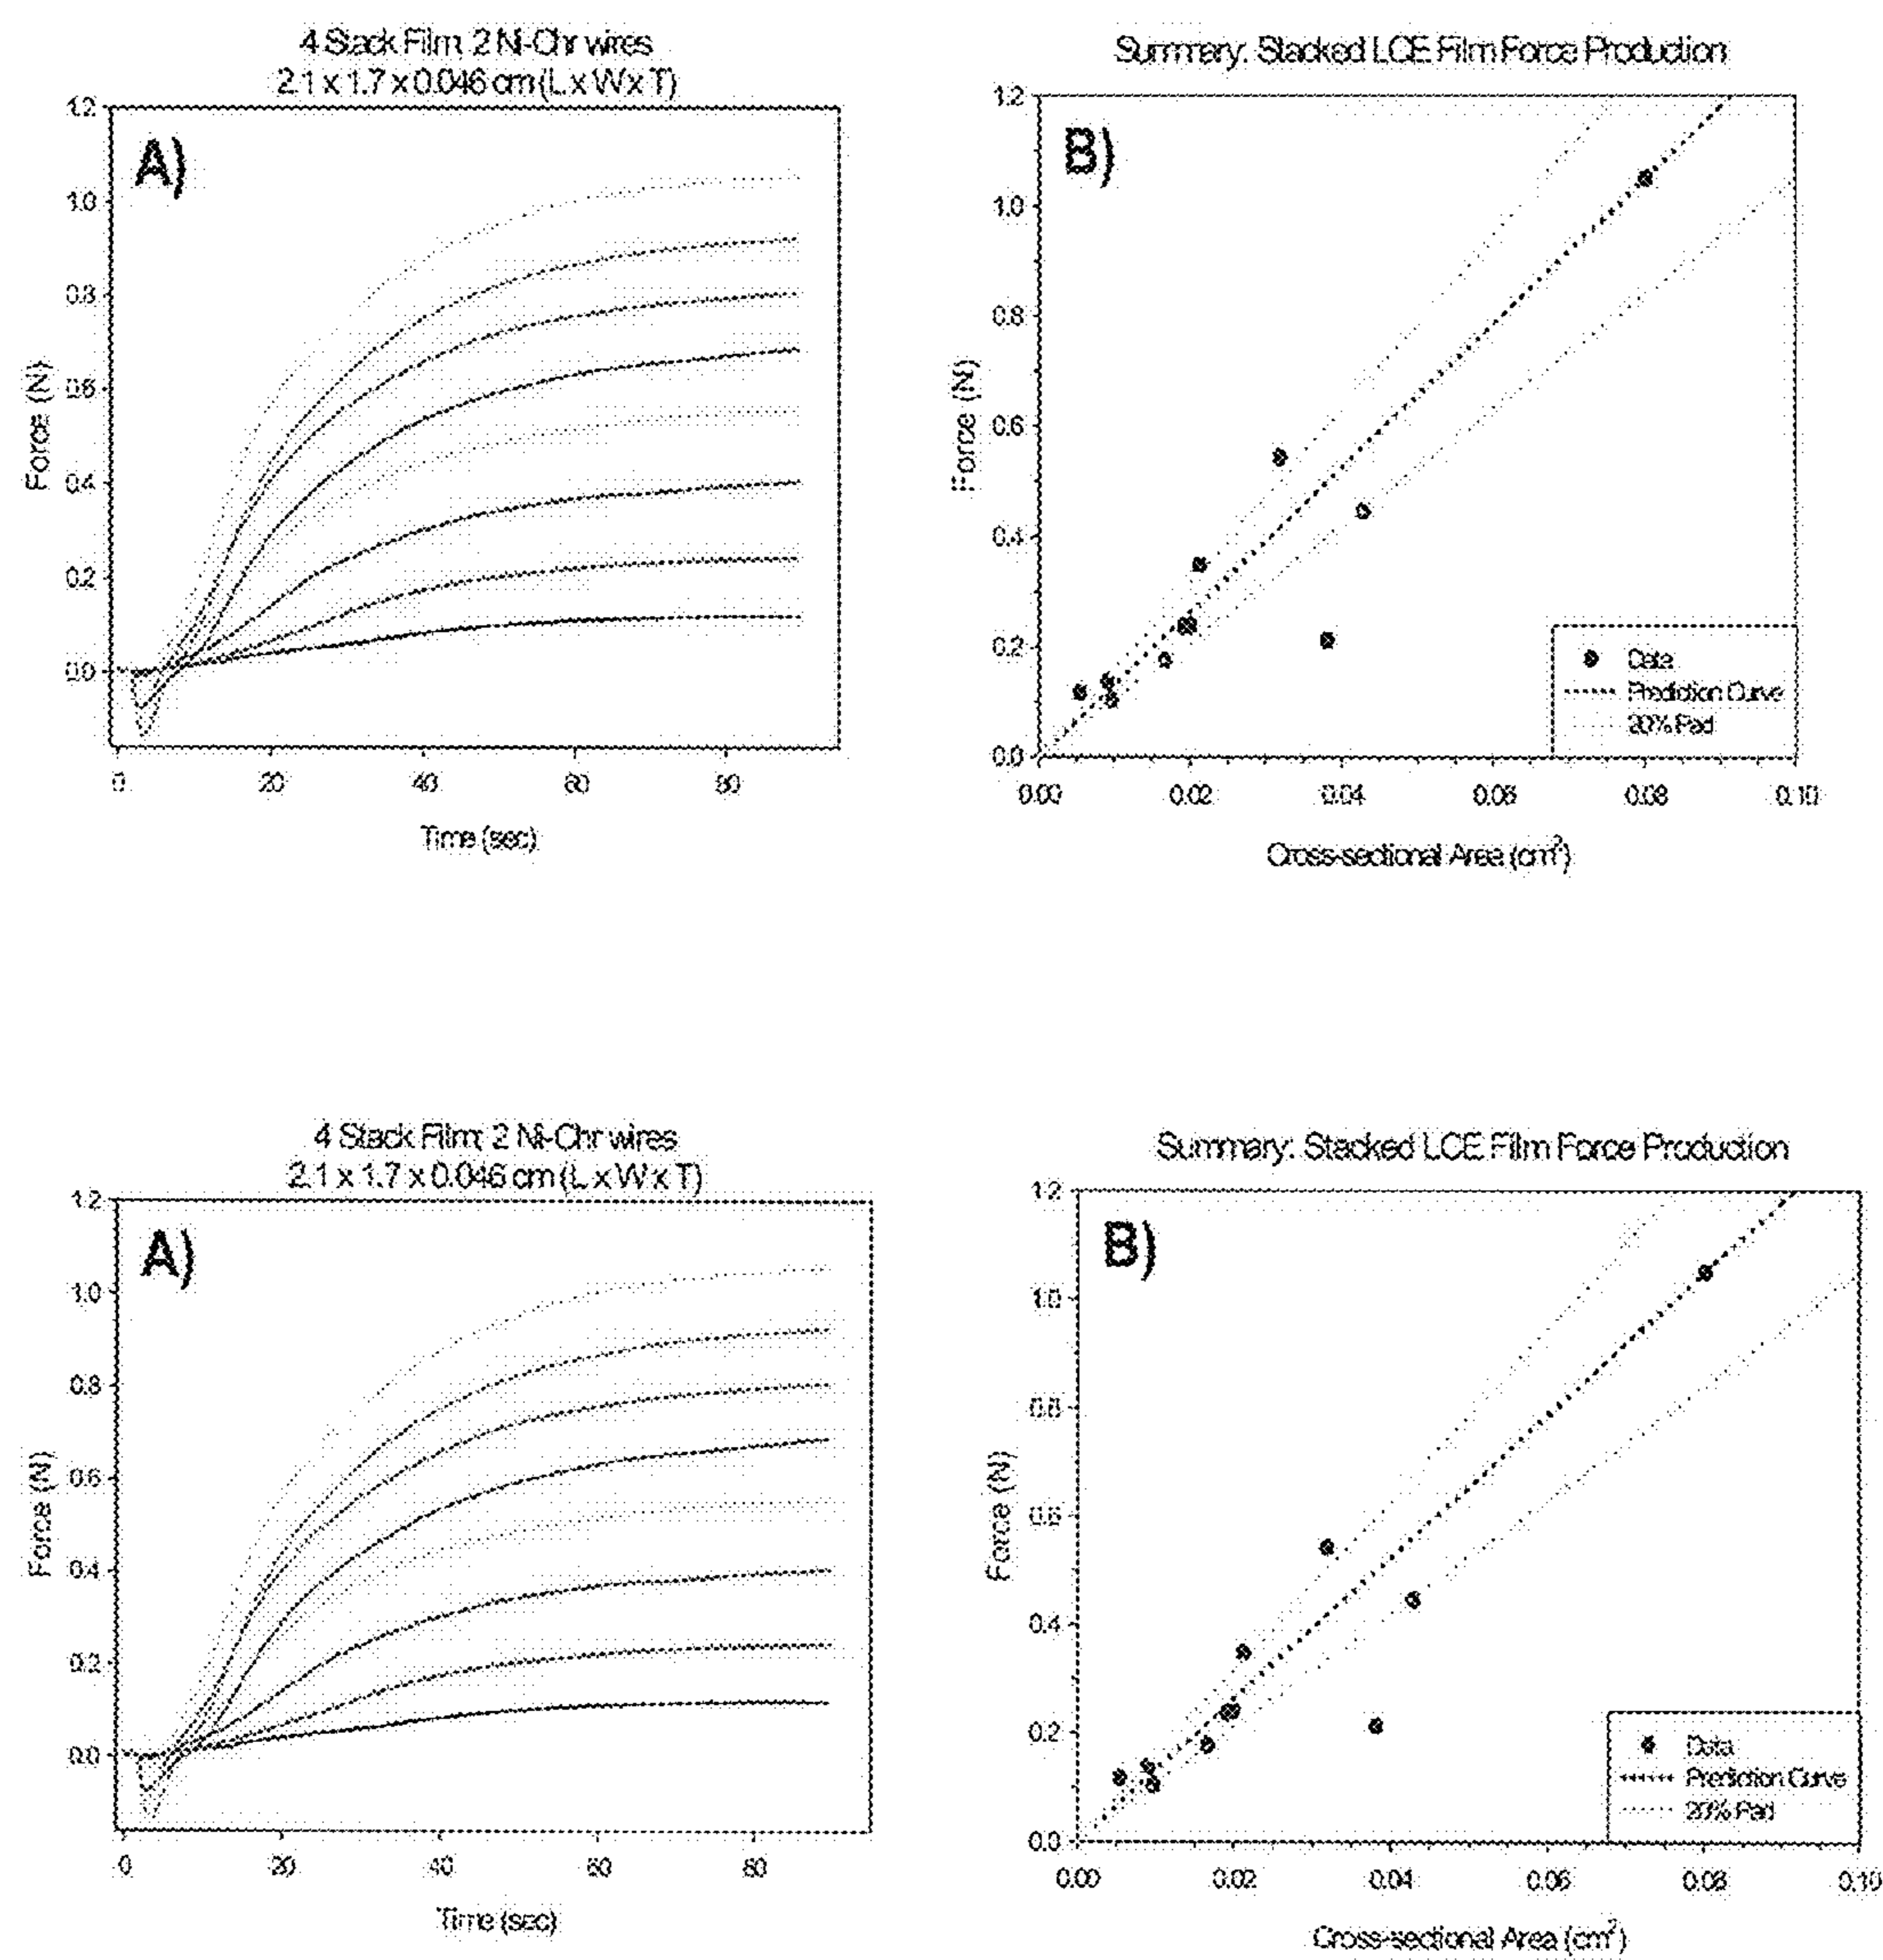 4 Stack Film: 2 Ni-Chr wires
2.1 x 1.7 x 0.046 cm (L x W x T)
A)
1.2
1.0
0.8
0.6
0.4
0.2
0.0
Force (N)
0
20
40
60
80
Time (sec)
Summary: Stacked LCE Film Force Production
B)
1.2
1.0
0.8
0.6
0.4
0.2
0.0
Force (N)
Data
Prediction Curve
20% Pad
0.00
0.02
0.04
0.06
0.08
0.10
Cross-sectional Area (cm²)
4 Stack Film: 2 Ni-Chr wires
2.1 x 1.7 x 0.046 cm (L x W x T)
A)
1.2
1.0
0.8
0.6
0.4
0.2
0.0
Force (N)
0
20
40
60
80
Time (sec)
Summary: Stacked LCE Film Force Production
B)
1.2
1.0
0.8
0.6
0.4
0.2
0.0
Force (N)
Data
Prediction Curve
20% Pad
0.00
0.02
0.04
0.06
0.08
0.10
Cross-sectional Area (cm²)